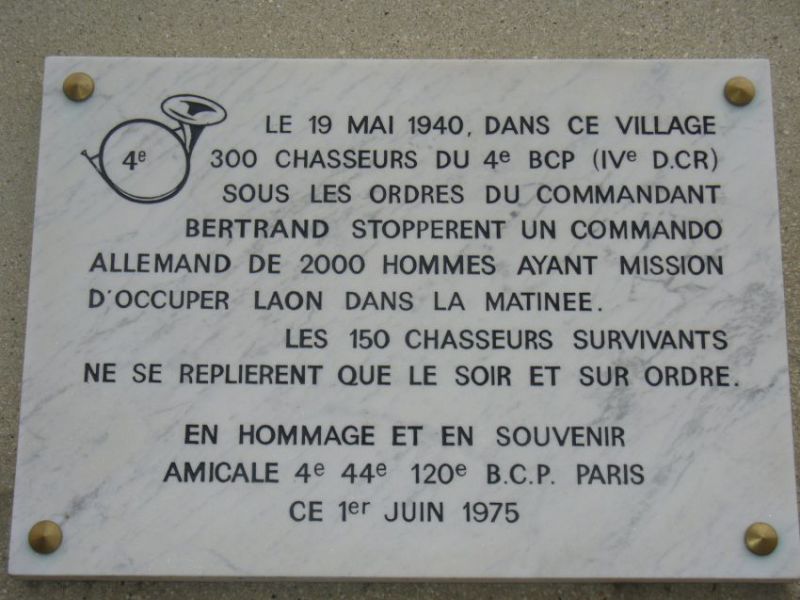 4e
LE 19 MAI 1940, DANS CE VILLAGE
300 CHASSEURS DU 4e BCP (IVe D.CR)
SOUS LES ORDRES DU COMMANDANT
BERTRAND STOPPERENT UN COMMANDO
ALLEMAND DE 2000 HOMMES AYANT MISSION
D'OCCUPER LAON DANS LA MATINEE.
LES 150 CHASSEURS SURVIVANTS
NE SE REPLIERENT QUE LE SOIR ET SUR ORDRE.
EN HOMMAGE ET EN SOUVENIR
AMICALE 4e 44e 120e B.C.P. PARIS
CE 1er JUIN 1975